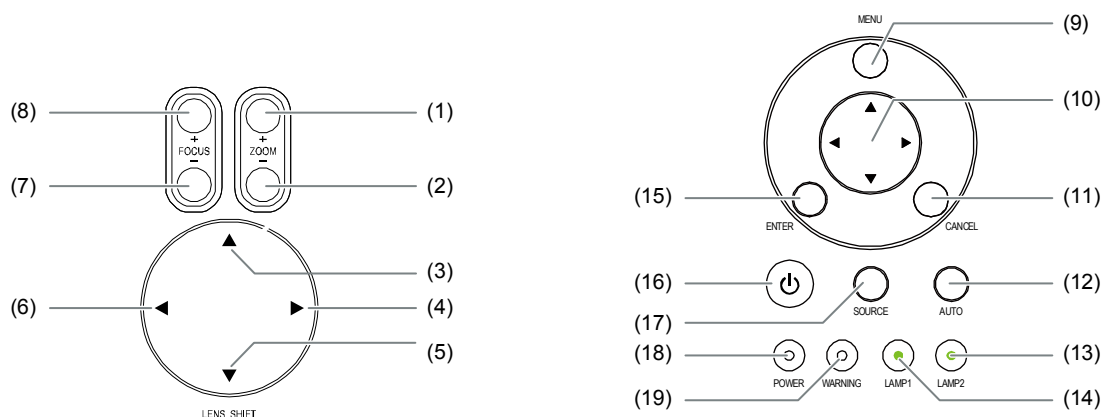 (8)
(1)
+
FOCUS
−
+
ZOOM
−
(7)
(2)
(3)
(6)
(4)
(5)
LENS SHIFT
MENU
(9)
(10)
(15)
(11)
ENTER
CANCEL
(16)
(12)
(17)
SOURCE
AUTO
(18)
(13)
POWER
WARNING
LAMP1
LAMP2
(19)
(14)